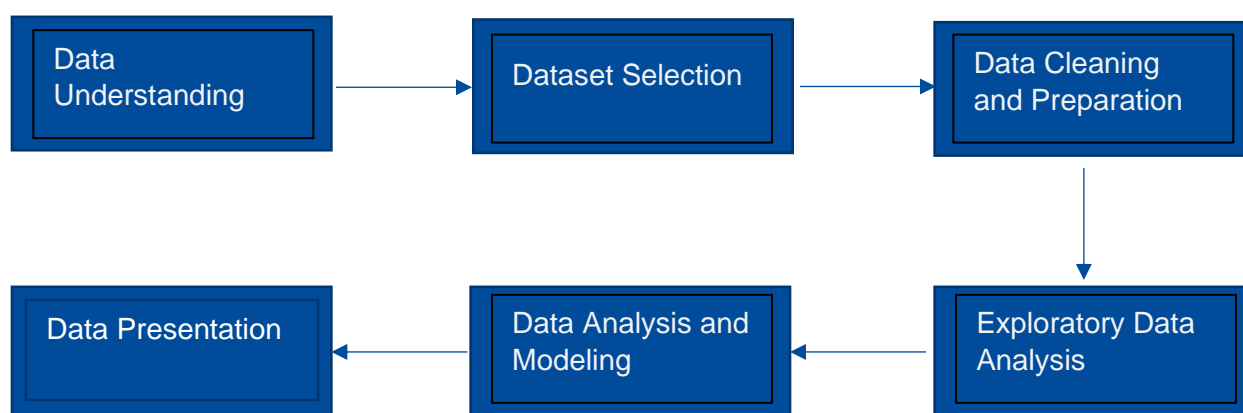 Data
Understanding
Dataset Selection
Data Cleaning
and Preparation
Exploratory Data
Analysis
Data Analysis and
Modeling
Data Presentation